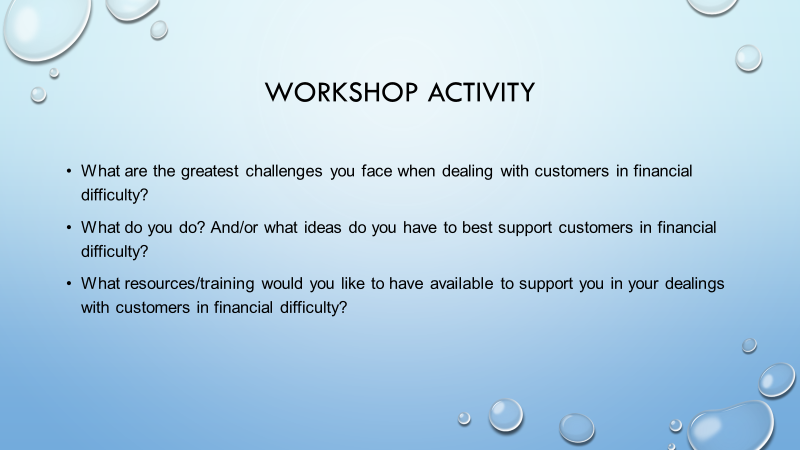 WORKSHOP ACTIVITY
• What are the greatest challenges you face when dealing with customers in financial
difficulty?
• What do you do? And/or what ideas do you have to best support customers in financial
difficulty?
• What resources/training would you like to have available to support you in your dealings
with customers in financial difficulty?